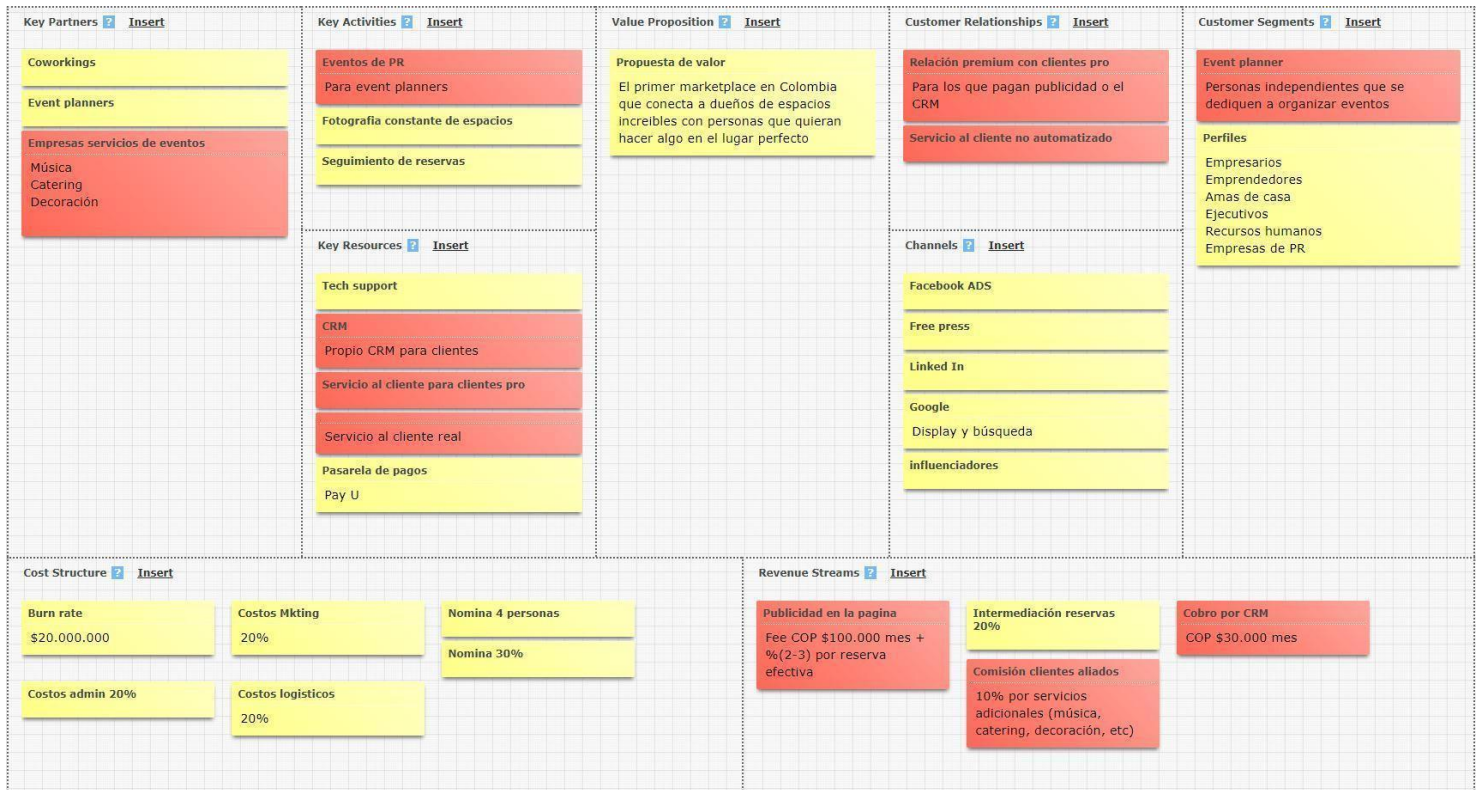 Key Partners ? Insert
Coworkings
Event planners
Empresas servicios de eventos
Música
Catering
Decoración
Key Activities ? Insert
Eventos de PR
Para event planners
Fotografia constante de espacios
Seguimiento de reservas
Key Resources ? Insert
Tech support
CRM
Propio CRM para clientes
Servicio al cliente para clientes pro
Servicio al cliente real
Pasarela de pagos
Pay U
Value Proposition ? Insert
Propuesta de valor
El primer marketplace en Colombia
que conecta a dueños de espacios
increibles con personas que quieran
hacer algo en el lugar perfecto
Customer Relationships ? Insert
Relación premium con clientes pro
Para los que pagan publicidad o el
CRM
Servicio al cliente no automatizado
Channels ? Insert
Facebook ADS
Free press
Linked In
Google
Display y búsqueda
influenciadores
Customer Segments ? Insert
Event planner
Personas independientes que se
dediquen a organizar eventos
Perfiles
Empresarios
Emprendedores
Amas de casa
Ejecutivos
Recursos humanos
Empresas de PR
Cost Structure ? Insert
Burn rate
$20.000.000
Costos Mkting
20%
Nomina 4 personas
Nomina 30%
Costos admin 20%
Costos logisticos
20%
Revenue Streams ? Insert
Publicidad en la pagina
Fee COP $100.000 mes +
%(2-3) por reserva
efectiva
Intermediación reservas
20%
Comisión clientes aliados
10% por servicios
adicionales (música,
catering, decoración, etc)
Cobro por CRM
COP $30.000 mes